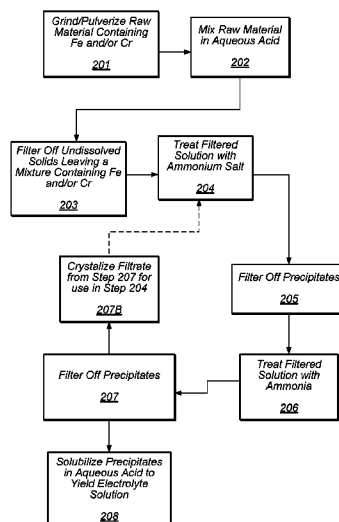 Grind/Pulverize Raw
Material Containing
Fe and/or Cr
201
Mix Raw Material
in Aqueous Acid
202
Filter Off Undissolved
Solids Leaving a
Mixture Containing Fe
and/or Cr
203
Treat Filtered
Solution with
Ammonium Salt
204
Crystalize Filtrate
from Step 207 for
use in Step 204
207B
Filter Off Precipitates
205
Filter Off Precipitates
207
Treat Filtered
Solution with
Ammonia
206
Solubilize Precipitates
in Aqueous Acid to
Yield Electrolyte
Solution
208